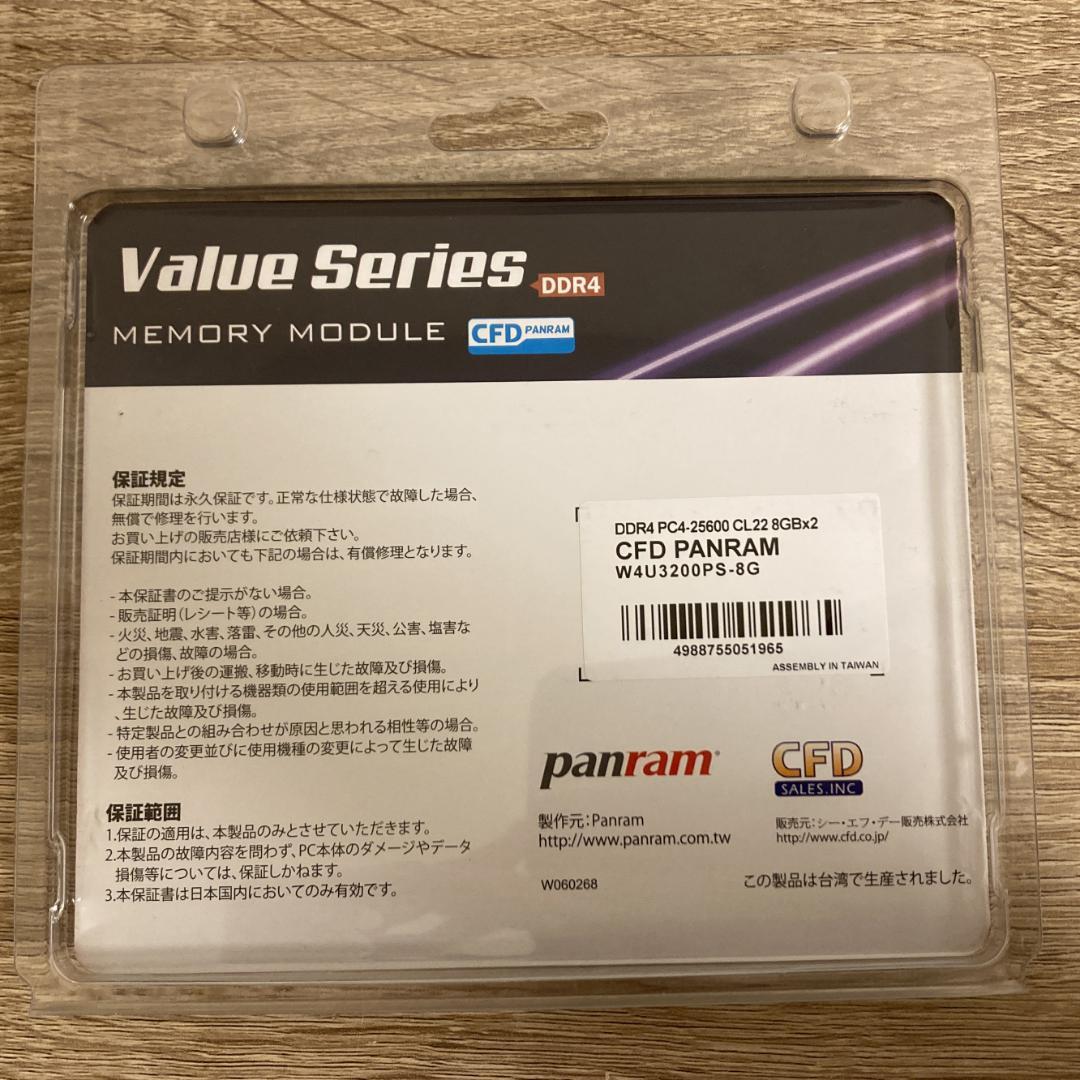 Value Series DDR4
MEMORY MODULE CFD PANRAM
保証規定
保証期間は永久保証です。正常な仕様状態で故障した場合、
無償で修理を行います。
お買い上げの販売店様にご依頼下さい。
保証期間内においても下記の場合は、有償修理となります。
- 本保証書のご提示がない場合。
- 販売証明(レシート等)の場合。
- 火災、地震、水害、落雷、その他の人災、天災、公害、塩害な
どの損傷、故障の場合。
- お買い上げ後の運搬、移動時に生じた故障及び損傷。
- 本製品を取り付ける機器類の使用範囲を超える使用により
、生じた故障及び損傷。
- 特定製品との組み合わせが原因と思われる相性等の場合。
- 使用者の変更並びに使用機種の変更によって生じた故障
及び損傷。
保証範囲
1.保証の適用は、本製品のみとさせていただきます。
2.本製品の故障内容を問わず、PC本体のダメージやデータ
損傷等については、保証しかねます。
3.本保証書は日本国内においてのみ有効です。
DDR4 PC4-25600 CL22 8GBx2
CFD PANRAM
W4U3200PS-8G
4988755051965
ASSEMBLY IN TAIWAN
panram
製作元:Panram
http://www.panram.com.tw
W060268
CFD
SALES.INC
販売元:シー・エフ・デー販売株式会社
http://www.cfd.co.jp/
この製品は台湾で生産されました。